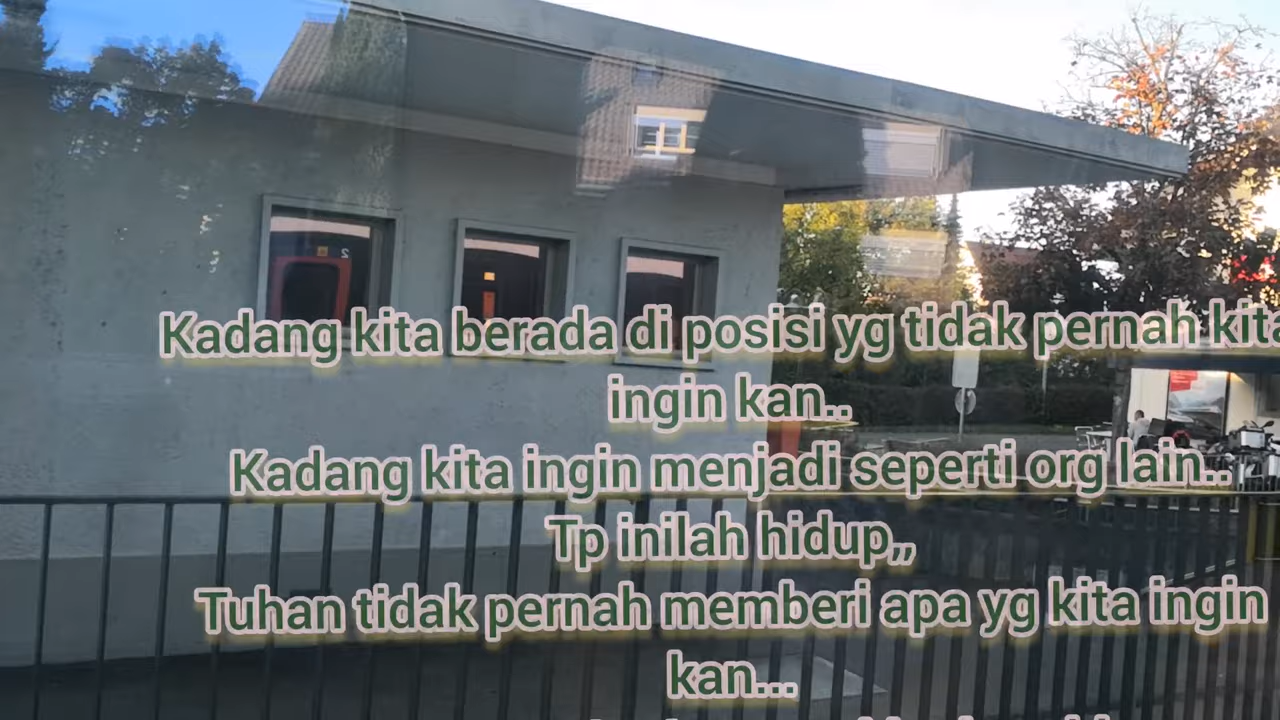 Kadang kita berada di posisi yg tidak pernah kita
ingin kan..
Kadang kita ingin menjadi seperti org lain..
Tp inilah hidup,,
Tuhan tidak pernah memberi apa yg kita ingin
kan...